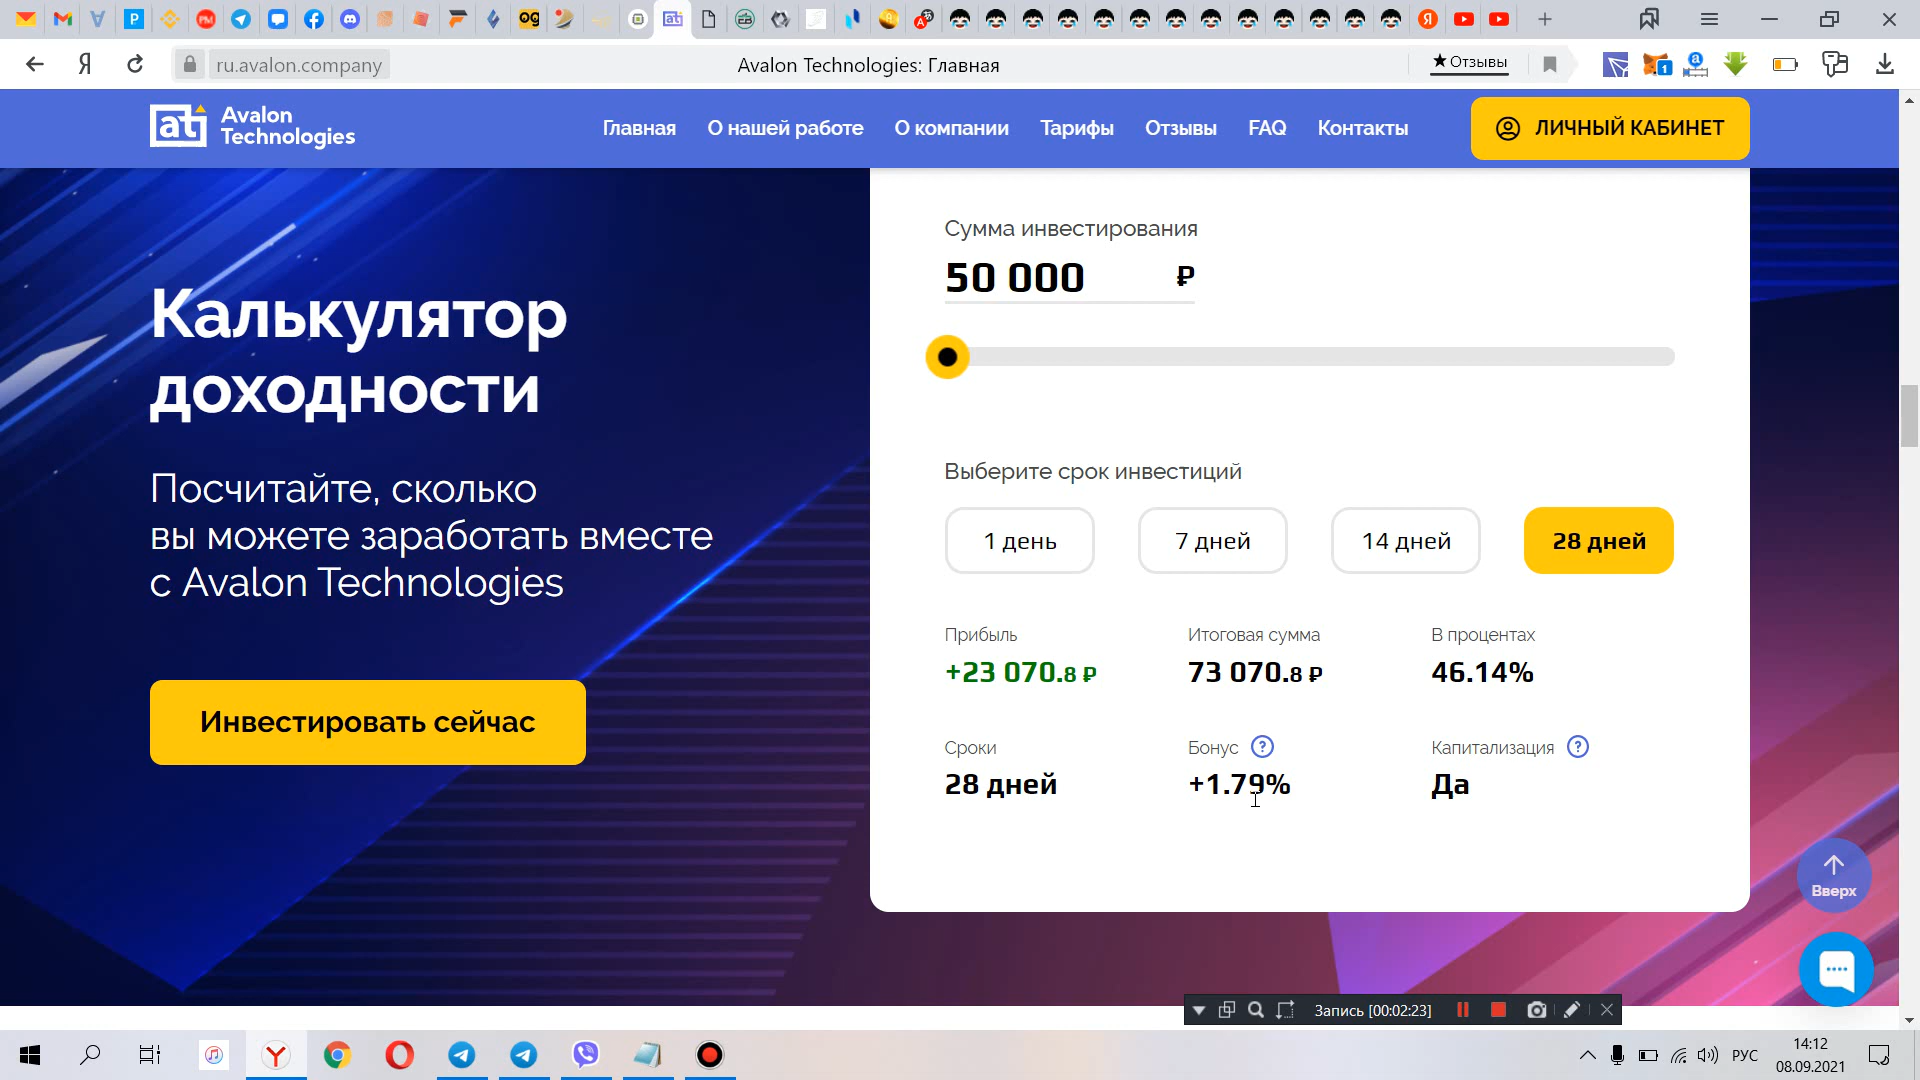 ru.avalon.company
Avalon Technologies: Главная
★ Отзывы
Avalon
Technologies
Главная
О нашей работе
О компании
Тарифы
Отзывы
FAQ
Контакты
ЛИЧНЫЙ КАБИНЕТ
Калькулятор
доходности
Посчитайте, сколько
вы можете заработать вместе
с Avalon Technologies
Инвестировать сейчас
Сумма инвестирования
50 000 ₽
Выберите срок инвестиций
1 день
7 дней
14 дней
28 дней
Прибыль
+23 070.8 ₽
Итоговая сумма
73 070.8 ₽
В процентах
46.14%
Сроки
28 дней
Бонус ?
+1.79%
Капитализация ?
Да
Вверх
Запись [00:02:23]
РУС
14:12
08.09.2021